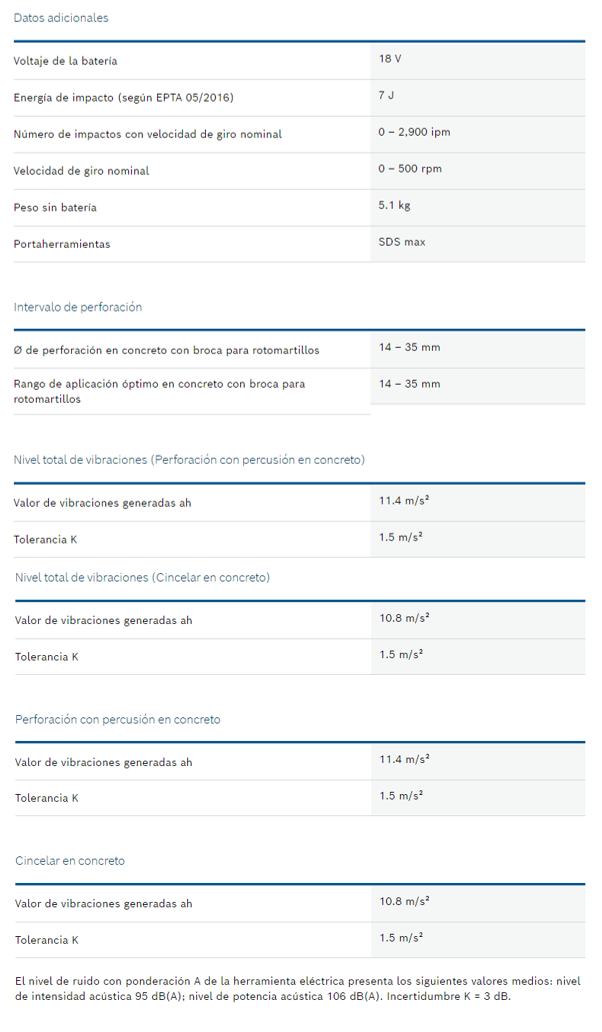 Datos adicionales
Voltaje de la batería
18 V
Energía de impacto (según EPTA 05/2016)
7 J
Número de impactos con velocidad de giro nominal
0 – 2,900 ipm
Velocidad de giro nominal
0 – 500 rpm
Peso sin batería
5.1 kg
Portaherramientas
SDS max
Intervalo de perforación
Ø de perforación en concreto con broca para rotomartillos
14 – 35 mm
Rango de aplicación óptimo en concreto con broca para
rotomartillos
14 – 35 mm
Nivel total de vibraciones (Perforación con percusión en concreto)
Valor de vibraciones generadas ah
11.4 m/s²
Tolerancia K
1.5 m/s²
Nivel total de vibraciones (Cincelar en concreto)
Valor de vibraciones generadas ah
10.8 m/s²
Tolerancia K
1.5 m/s²
Perforación con percusión en concreto
Valor de vibraciones generadas ah
11.4 m/s²
Tolerancia K
1.5 m/s²
Cincelar en concreto
Valor de vibraciones generadas ah
10.8 m/s²
Tolerancia K
1.5 m/s²
El nivel de ruido con ponderación A de la herramienta eléctrica presenta los siguientes valores medios: nivel
de intensidad acústica 95 dB(A); nivel de potencia acústica 106 dB(A). Incertidumbre K = 3 dB.